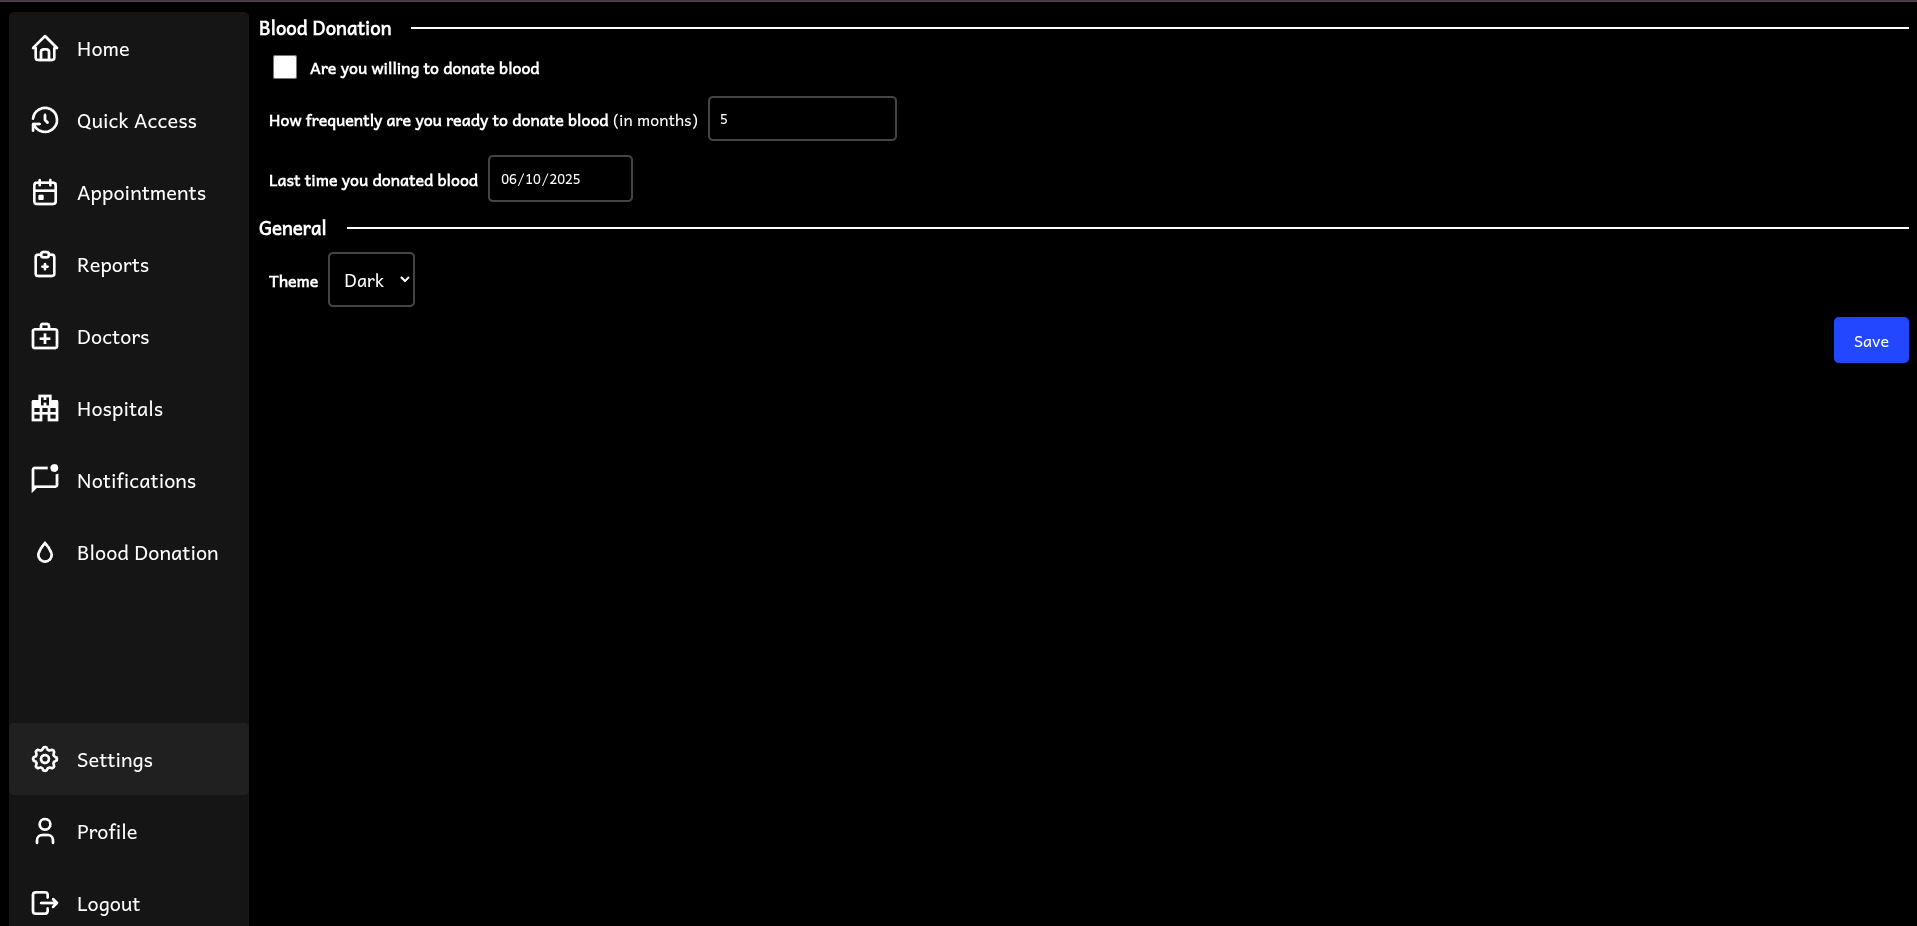 Home
Quick Access
Appointments
Reports
Doctors
Hospitals
Notifications
Blood Donation
Settings
Profile
Logout
Blood Donation
Are you willing to donate blood
How frequently are you ready to donate blood (in months) 5
Last time you donated blood 06/10/2025
General
Theme Dark
Save